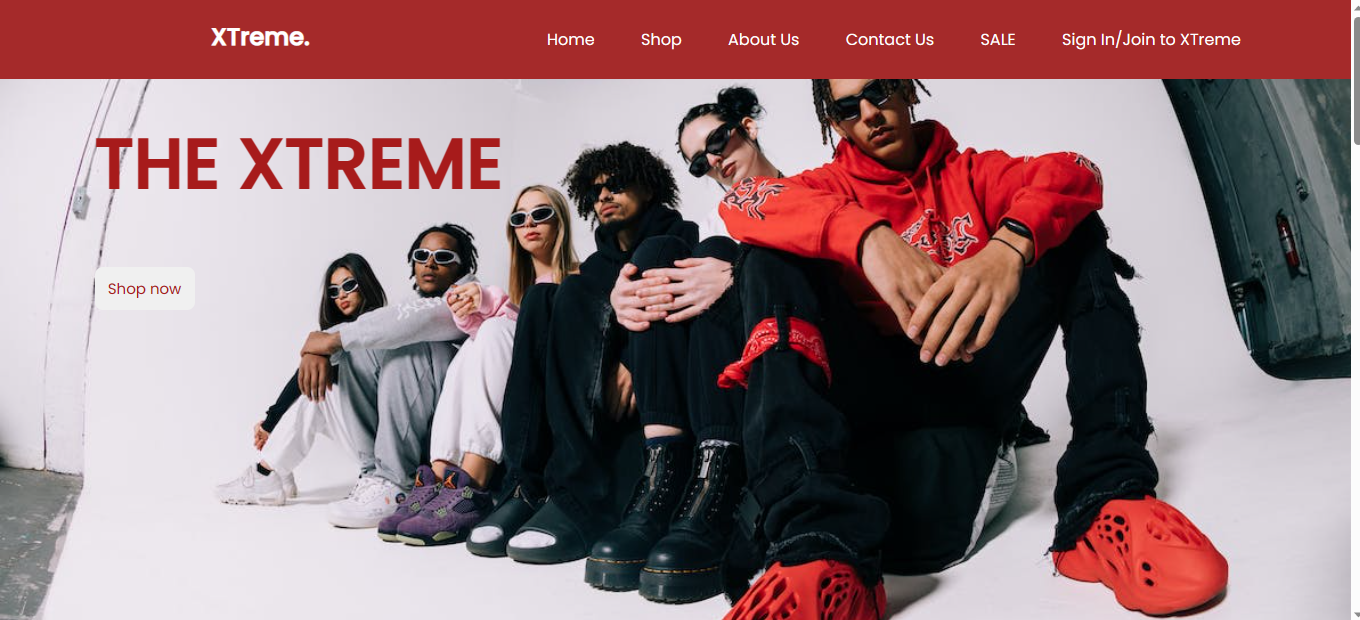 XTreme.
Home Shop About Us Contact Us SALE Sign In/Join to XTreme
THE XTREME
Shop now